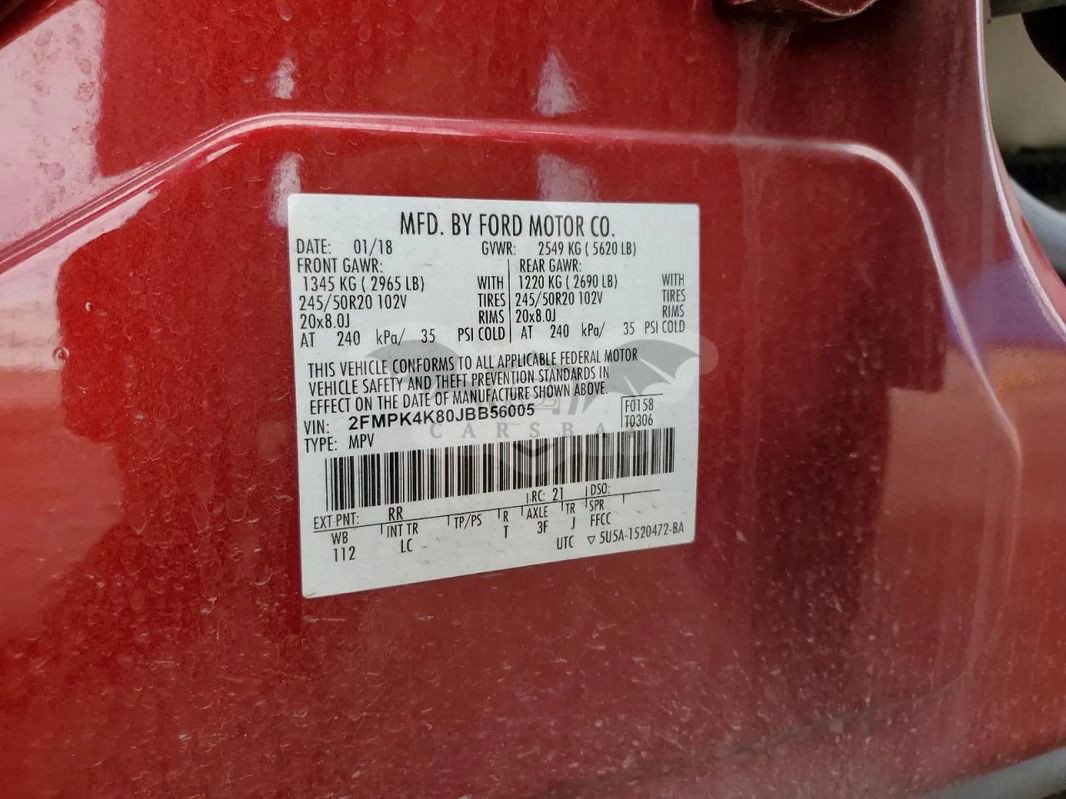 MFD. BY FORD MOTOR CO.
DATE: 01/18 GVWR: 2549 KG ( 5620 LB)
FRONT GAWR: REAR GAWR:
1345 KG ( 2965 LB) WITH 1220 KG ( 2690 LB) WITH
245/50R20 102V TIRES 245/50R20 102V TIRES
20x8.0J RIMS 20x8.0J RIMS
AT 240 kPa/ 35 PSI COLD AT 240 kPa/ 35 PSI COLD
THIS VEHICLE CONFORMS TO ALL APPLICABLE FEDERAL MOTOR
VEHICLE SAFETY AND THEFT PREVENTION STANDARDS IN
EFFECT ON THE DATE OF MANUFACTURE SHOWN ABOVE.
VIN: 2FMPK4K80JBB56005 F0158
TYPE: MPV T0306
RC: 21 DSO:
EXT PNT: RR
WB INT TR TP/PS R AXLE TR SPR
112 LC 1 3F J FFCC
UTC ▽ 5U5A-1520472-BA